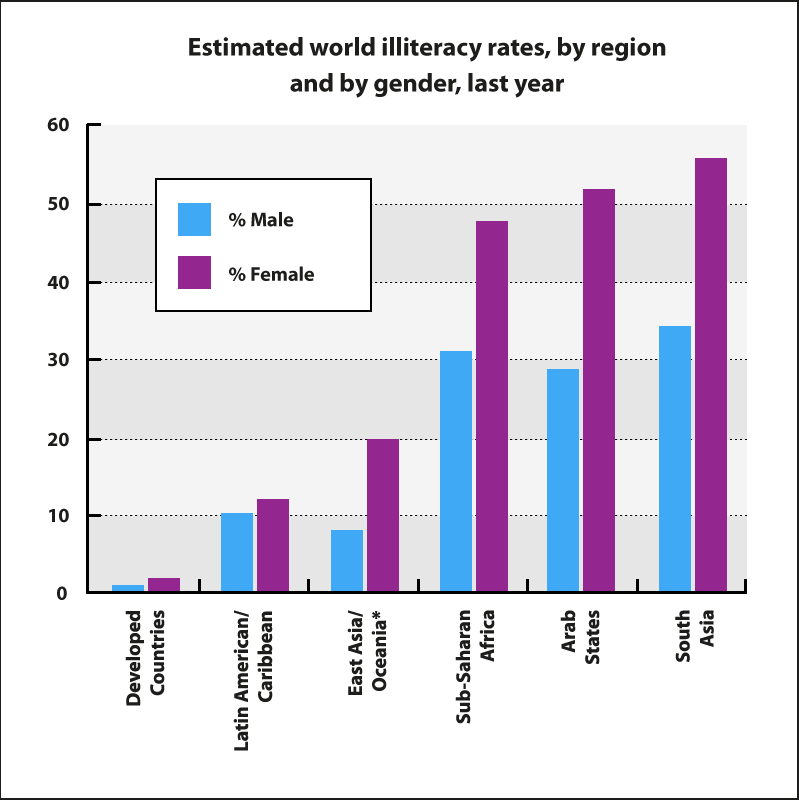 Estimated world illiteracy rates, by region
and by gender, last year
60
50
40
30
20
10
0
% Male
% Female
Developed
Countries
Latin American/
Caribbean
East Asia/
Oceania*
Sub-Saharan
Africa
Arab
States
South
Asia